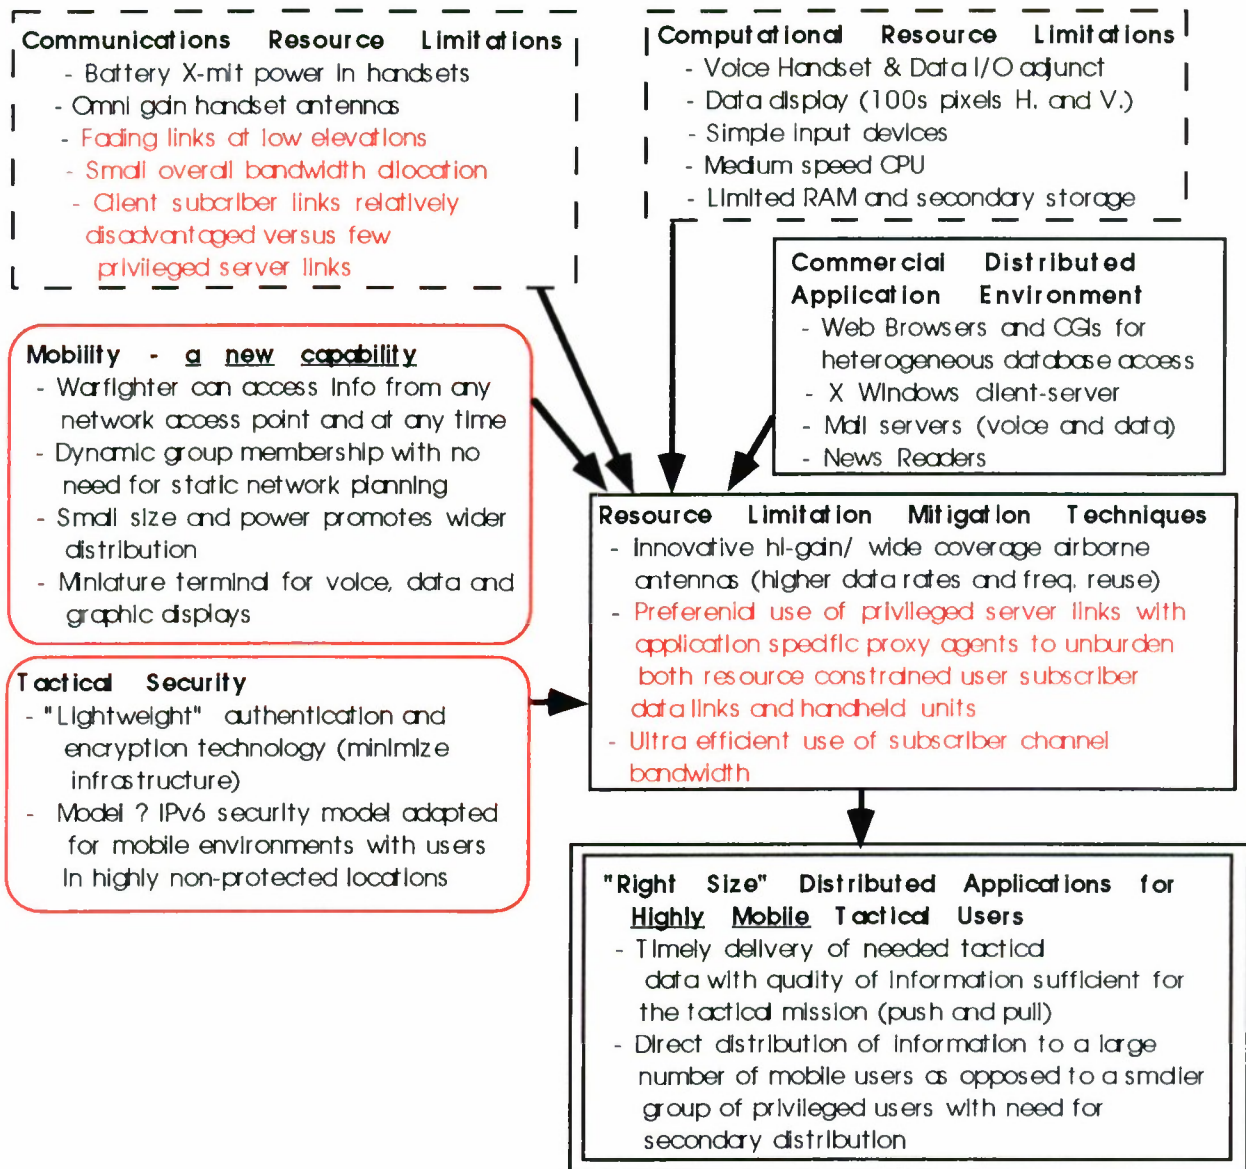 Communications Resource Limitations
- Battery X-mit power in handsets
- Omni gain handset antennas
- Fading links at low elevations
- Small overall bandwidth allocation
- Client subcriber links relatively
disadvantaged versus few
privileged server links
Computational Resource Limitations
- Voice Handset & Data I/O adjunct
- Data display (100s pixels H. and V.)
- Simple input devices
- Medium speed CPU
- Limited RAM and secondary storage
Commercial Distributed
Application Environment
- Web Browsers and CGIs for
heterogeneous database access
- X Windows client-server
- Mail servers (voice and data)
- News Readers
Mobility - a new capability
- Warfighter can access info from any
network access point and at any time
- Dynamic group membership with no
need for static network planning
- Small size and power promotes wider
distribution
- Miniature terminal for voice, data and
graphic displays
Resource Limitation Mitigation Techniques
- Innovative hi-gain/ wide coverage airborne
antennas (higher data rates and freq. reuse)
- Preferenial use of privileged server links with
application specific proxy agents to unburden
both resource constrained user subscriber
data links and handheld units
- Ultra efficient use of subscriber channel
bandwidth
Tactical Security
- "Lightweight" authentication and
encryption technology (minimize
infrastructure)
- Model ? IPv6 security model adapted
for mobile environments with users
in highly non-protected locations
"Right Size" Distributed Applications for
Highly Mobile Tactical Users
- Timely delivery of needed tactical
data with quality of information sufficient for
the tactical mission (push and pull)
- Direct distribution of information to a large
number of mobile users as opposed to a smaller
group of privileged users with need for
secondary distribution